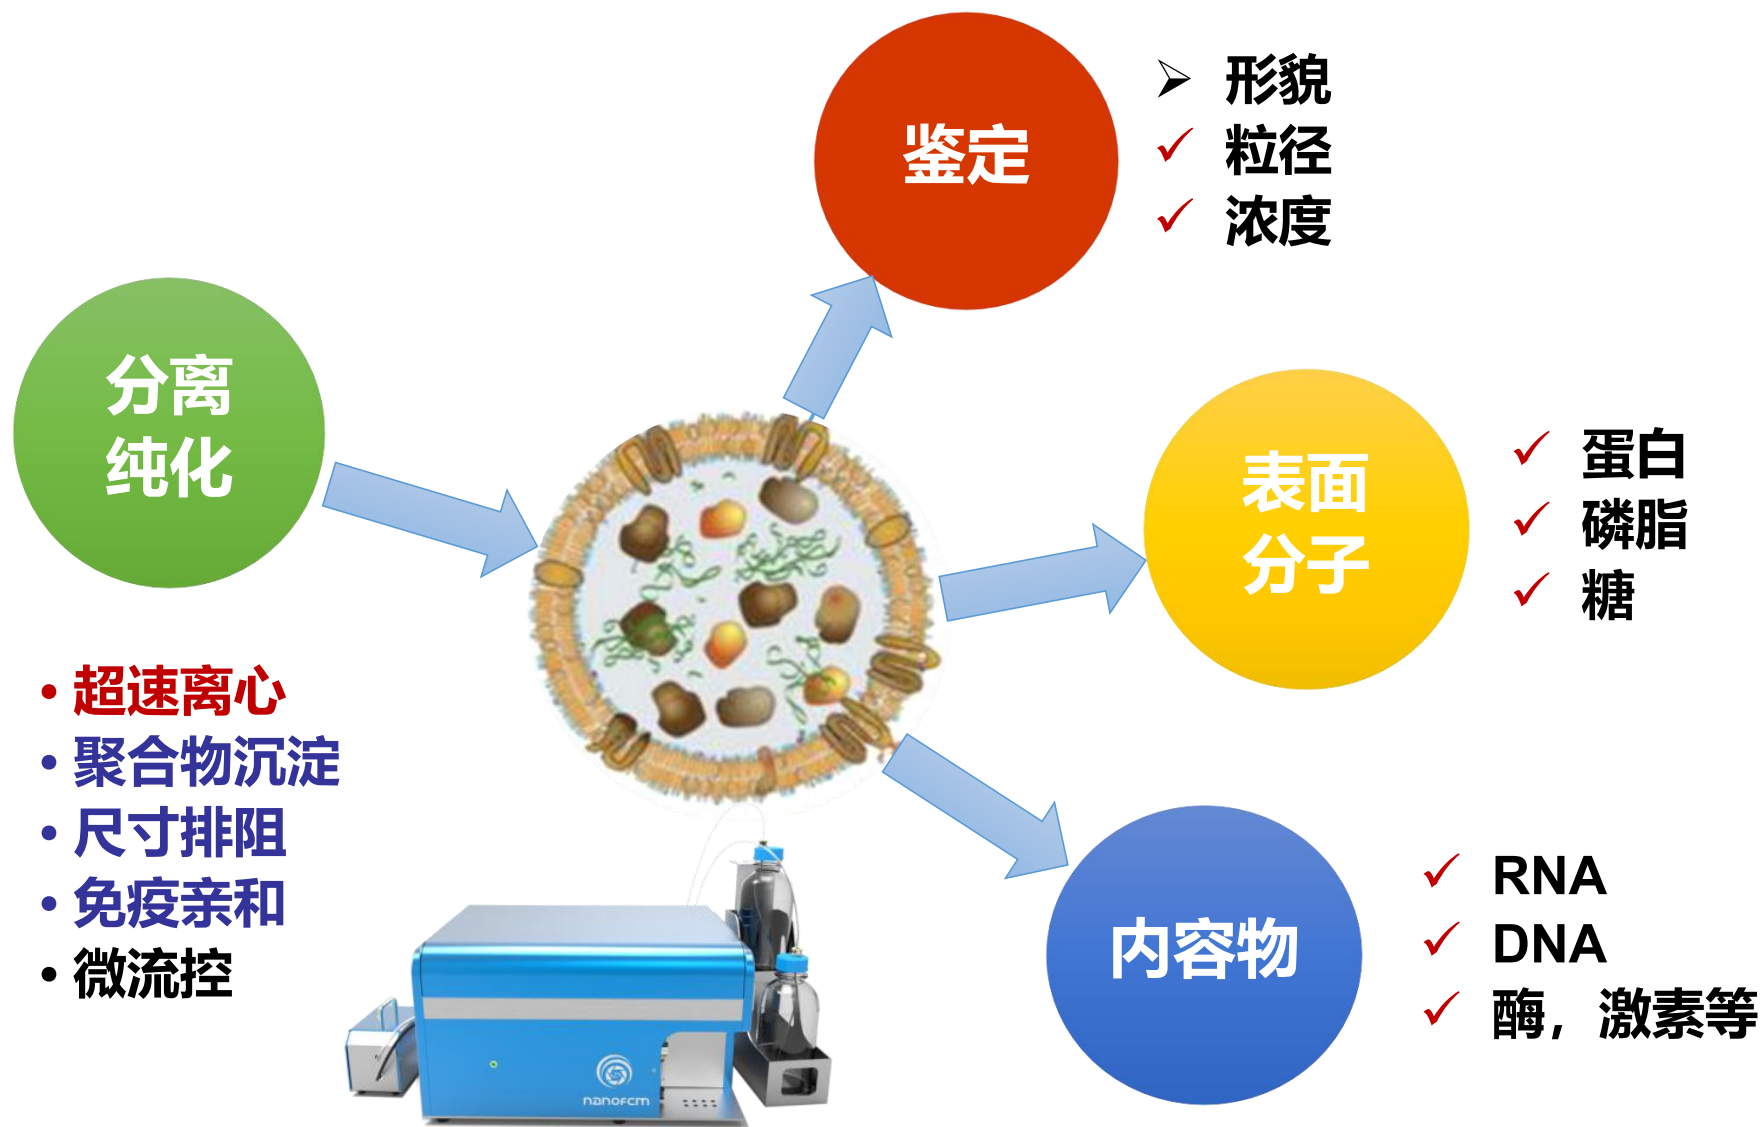 鉴定
➢ 形貌
✓ 粒径
✓ 浓度
分离
纯化
• 超速离心
• 聚合物沉淀
• 尺寸排阻
• 免疫亲和
• 微流控
表面
分子
✓ 蛋白
✓ 磷脂
✓ 糖
内容物
✓ RNA
✓ DNA
✓ 酶，激素等
nanoFCM